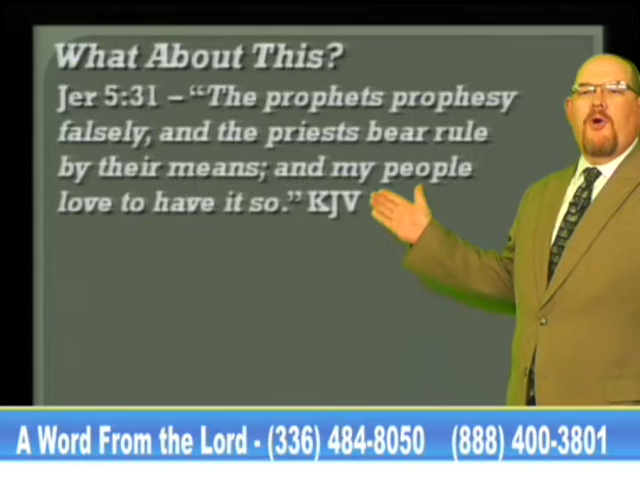 What About This?
Jer 5:31 – “The prophets prophesy
falsely, and the priests bear rule
by their means; and my people
love to have it so.” KJV
A Word From the Lord - (336) 484-8050 (888) 400-3801